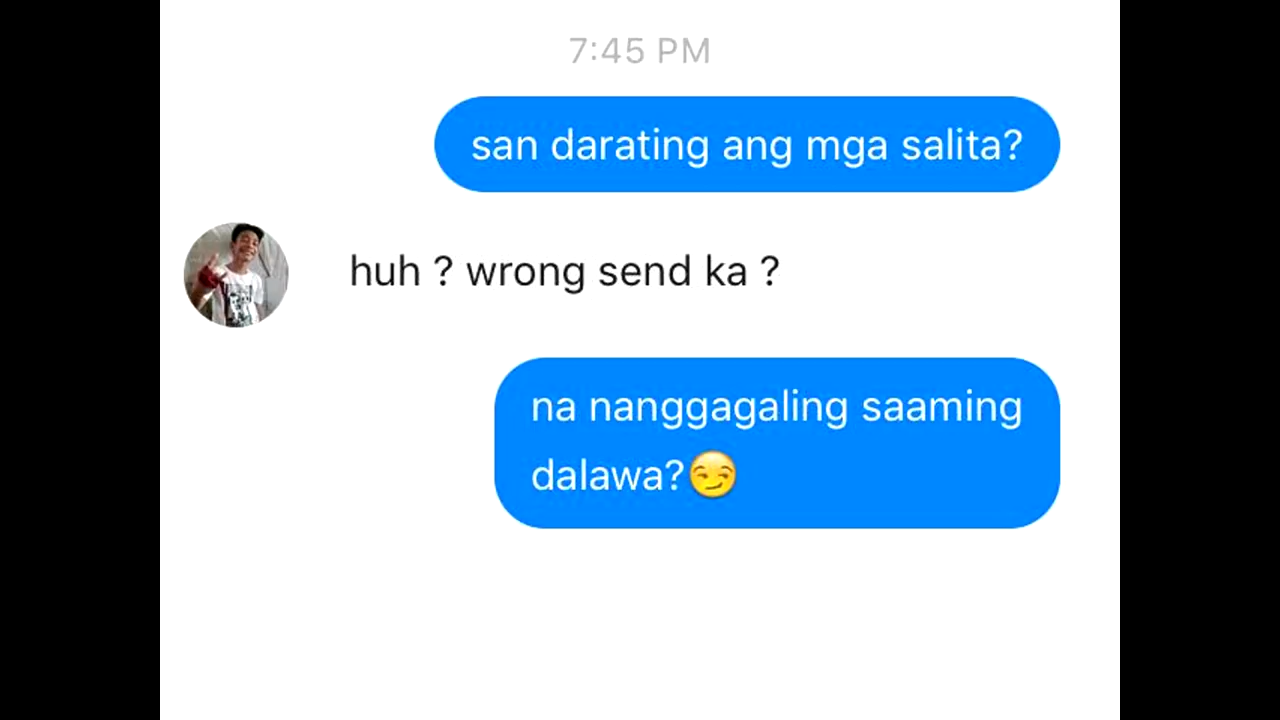 7:45 PM
san darating ang mga salita?
huh ? wrong send ka ?
na nanggagaling saaming
dalawa?😏